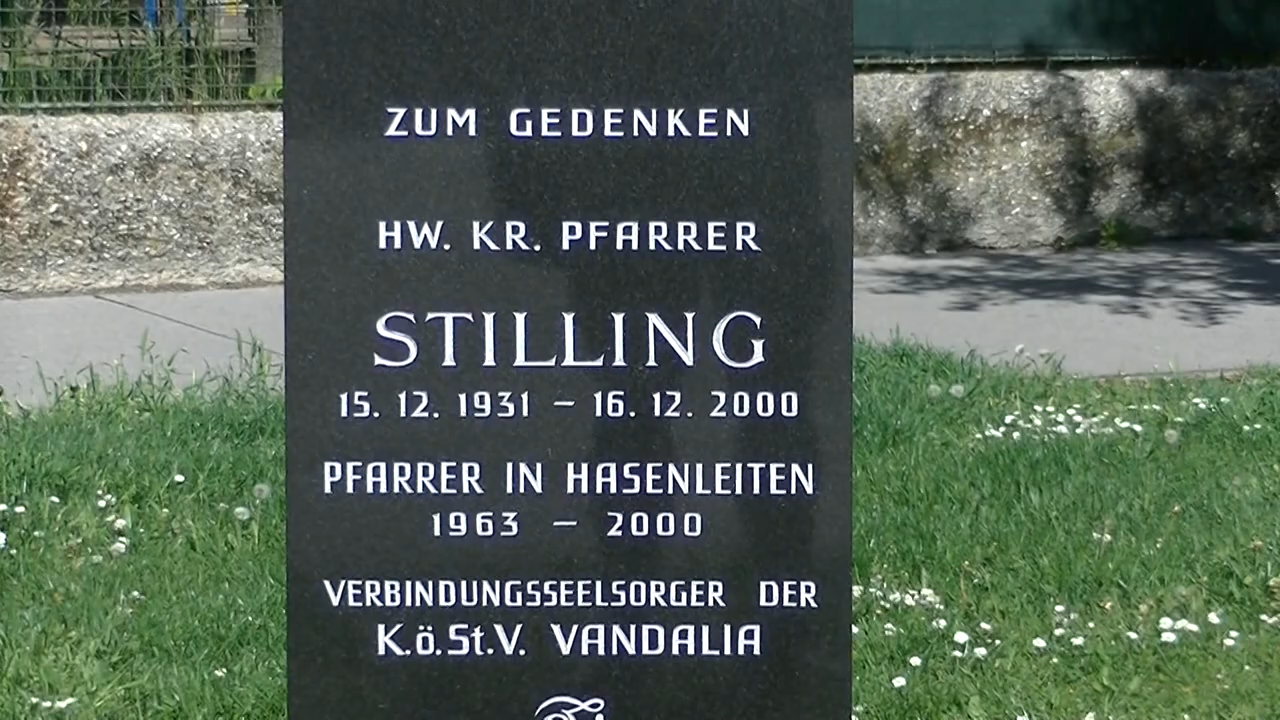 ZUM GEDENKEN
HW. KR. PFARRER
STILLING
15. 12. 1931 – 16. 12. 2000
PFARRER IN HASENLEITEN
1963 – 2000
VERBINDUNGSSEELSORGER DER
K.ö.St.V. VANDALIA